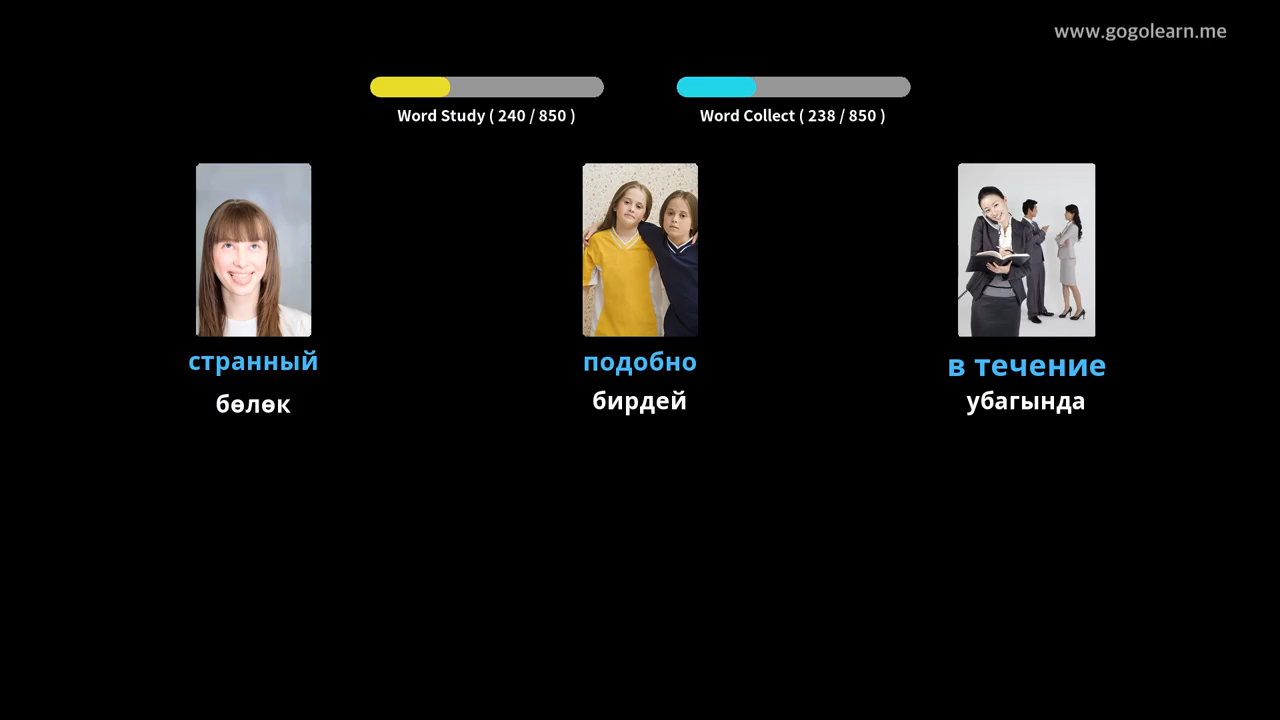 www.gogolearn.me
Word Study ( 240 / 850 )
Word Collect ( 238 / 850 )
странный
подобно
в течение
бөлөк
бирдей
убагында